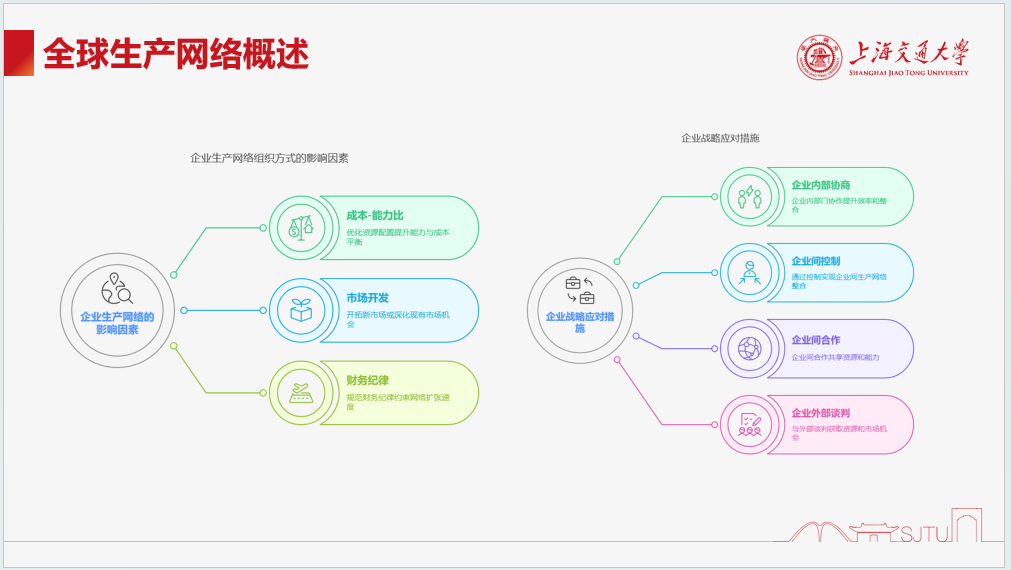 全球生产网络概述
上海交通大学
SHANGHAI JIAO TONG UNIVERSITY
企业生产网络组织方式的影响因素
企业生产网络的
影响因素
成本-能力比
优化资源配置提升能力与成本
平衡
市场开发
开拓新市场或深化现有市场机
会
财务纪律
规范财务纪律约束网络扩张速
度
企业战略应对措施
企业战略应对措
施
企业内部协商
企业内部门协作提升效率和整
合
企业间控制
通过控制实现企业间生产网络
整合
企业间合作
企业间合作共享资源和能力
企业外部谈判
与外部谈判获取资源和市场机
会
SJTU